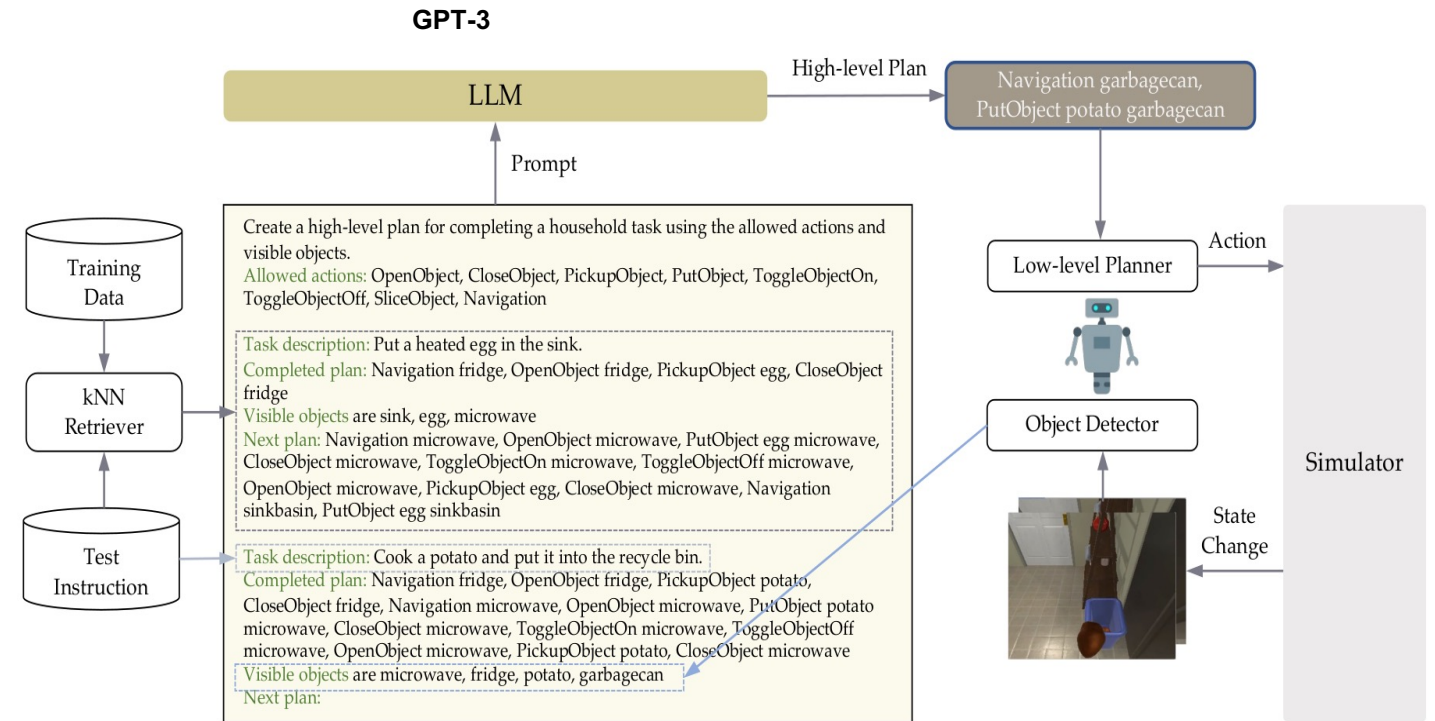 GPT-3
LLM
High-level Plan
Navigation garbagecan,
PutObject potato garbagecan
Prompt
Training
Data
kNN
Retriever
Test
Instruction
Create a high-level plan for completing a household task using the allowed actions and
visible objects.
Allowed actions: OpenObject, CloseObject, PickupObject, PutObject, ToggleObjectOn,
ToggleObjectOff, SliceObject, Navigation
Task description: Put a heated egg in the sink.
Completed plan: Navigation fridge, OpenObject fridge, PickupObject egg, CloseObject
fridge
Visible objects are sink, egg, microwave
Next plan: Navigation microwave, OpenObject microwave, PutObject egg microwave,
CloseObject microwave, ToggleObjectOn microwave, ToggleObjectOff microwave,
OpenObject microwave, PickupObject egg, CloseObject microwave, Navigation
sinkbasin, PutObject egg sinkbasin
Task description: Cook a potato and put it into the recycle bin.
Completed plan: Navigation fridge, OpenObject fridge, PickupObject potato,
CloseObject fridge, Navigation microwave, OpenObject microwave, PutObject potato
microwave, CloseObject microwave, ToggleObjectOn microwave, ToggleObjectOff
microwave, OpenObject microwave, PickupObject potato, CloseObject microwave
Visible objects are microwave, fridge, potato, garbagecan
Next plan:
Low-level Planner
Action
Object Detector
State
Change
Simulator